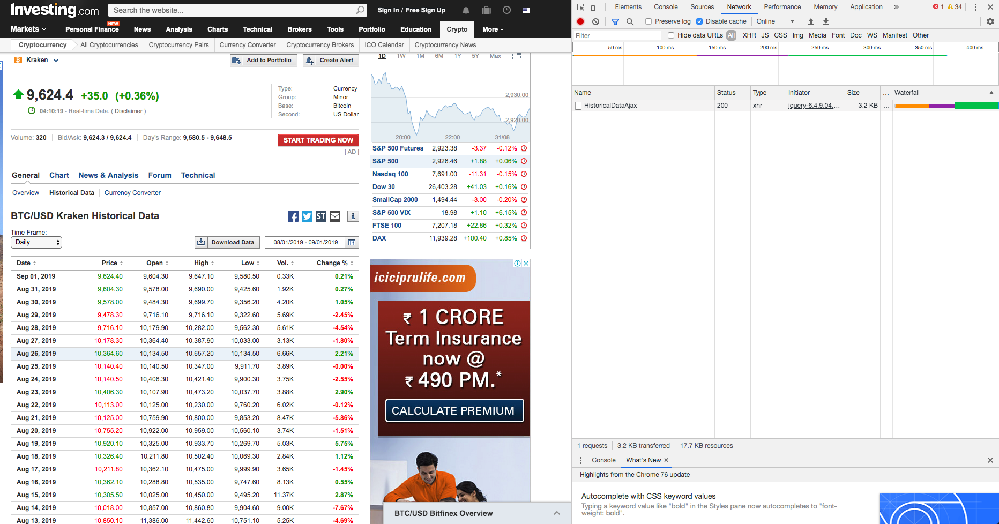 Investing.com
Search the website...
Sign In / Free Sign Up
Markets
Personal Finance
NEW
News
Analysis
Charts
Technical
Brokers
Tools
Portfolio
Education
Crypto
More
Cryptocurrency
All Cryptocurrencies
Cryptocurrency Pairs
Currency Converter
Cryptocurrency Brokers
ICO Calendar
Cryptocurrency News
Kraken
Add to Portfolio
Create Alert
9,624.4 +35.0 (+0.36%)
04:10:19 - Real-time Data. ( Disclaimer )
Type: Currency
Group: Minor
Base: Bitcoin
Second: US Dollar
Volume: 320
Bid/Ask: 9,624.3 / 9,624.4
Day's Range: 9,580.5 - 9,648.5
START TRADING NOW
| AD |
General Chart News & Analysis Forum Technical
Overview Historical Data Currency Converter
BTC/USD Kraken Historical Data
ST
Time Frame:
Daily
Download Data
08/01/2019 - 09/01/2019
Date Price Open High Low Vol. Change %
Sep 01, 2019 9,624.40 9,604.30 9,647.10 9,580.50 0.33K 0.21%
Aug 31, 2019 9,604.30 9,578.00 9,690.00 9,425.60 1.92K 0.27%
Aug 30, 2019 9,578.00 9,484.30 9,699.70 9,356.20 4.20K 1.05%
Aug 29, 2019 9,478.30 9,716.10 9,716.10 9,322.60 5.69K -2.45%
Aug 28, 2019 9,716.10 10,179.90 10,282.00 9,562.30 5.61K -4.54%
Aug 27, 2019 10,178.30 10,364.40 10,387.90 10,033.00 3.13K -1.80%
Aug 26, 2019 10,364.60 10,134.50 10,657.20 10,134.50 6.66K 2.21%
Aug 25, 2019 10,140.40 10,140.50 10,347.00 9,911.70 3.89K -0.00%
Aug 24, 2019 10,140.50 10,406.30 10,421.40 9,900.30 3.75K -2.55%
Aug 23, 2019 10,406.30 10,107.90 10,473.20 10,037.70 3.88K 2.90%
Aug 22, 2019 10,113.00 10,125.00 10,230.00 9,760.20 6.02K -0.12%
Aug 21, 2019 10,125.00 10,759.90 10,800.00 9,853.20 8.47K -5.86%
Aug 20, 2019 10,755.20 10,922.00 10,959.00 10,560.10 3.74K -1.51%
Aug 19, 2019 10,920.10 10,325.00 10,933.70 10,269.70 5.03K 5.75%
Aug 18, 2019 10,326.40 10,211.80 10,502.40 10,069.30 2.84K 1.12%
Aug 17, 2019 10,211.80 10,362.10 10,475.00 9,999.90 3.65K -1.45%
Aug 16, 2019 10,362.10 10,288.80 10,535.00 9,747.60 8.13K 0.55%
Aug 15, 2019 10,305.50 10,025.00 10,450.00 9,495.20 11.37K 2.87%
Aug 14, 2019 10,018.00 10,857.00 10,860.80 9,904.60 9.00K -7.67%
Aug 13, 2019 10,850.10 11,386.00 11,442.60 10,751.10 5.25K -4.69%
1D 1W 1M 6M 1Y 5Y Max
2,930.00
2,920.00
20:00 22:00 31/08
S&P 500 Futures 2,923.38 -3.37 -0.12%
S&P 500 2,926.46 +1.88 +0.06%
Nasdaq 100 7,691.00 -11.31 -0.15%
Dow 30 26,403.28 +41.03 +0.16%
SmallCap 2000 1,494.44 -3.00 -0.20%
S&P 500 VIX 18.98 +1.10 +6.15%
FTSE 100 7,207.18 +22.86 +0.32%
DAX 11,939.28 +100.40 +0.85%
iciciprulife.com
₹ 1 CRORE
Term Insurance
now @
₹ 490 PM.*
CALCULATE PREMIUM
BTC/USD Bitfinex Overview
Elements Console Sources Network Performance Memory Application » 1 34
Preserve log Disable cache Online
Filter Hide data URLs All XHR JS CSS Img Media Font Doc WS Manifest Other
50 ms 100 ms 150 ms 200 ms 250 ms 300 ms 350 ms 400 ms
Name Status Type Initiator Size ... Waterfall
HistoricalDataAjax 200 xhr jquery-6.4.9.04.... 3.2 KB ...
1 requests 3.2 KB transferred 17.7 KB resources
Console What's New
Highlights from the Chrome 76 update
Autocomplete with CSS keyword values
Typing a keyword value like "bold" in the Styles pane now autocompletes to "font-
weight: bold".